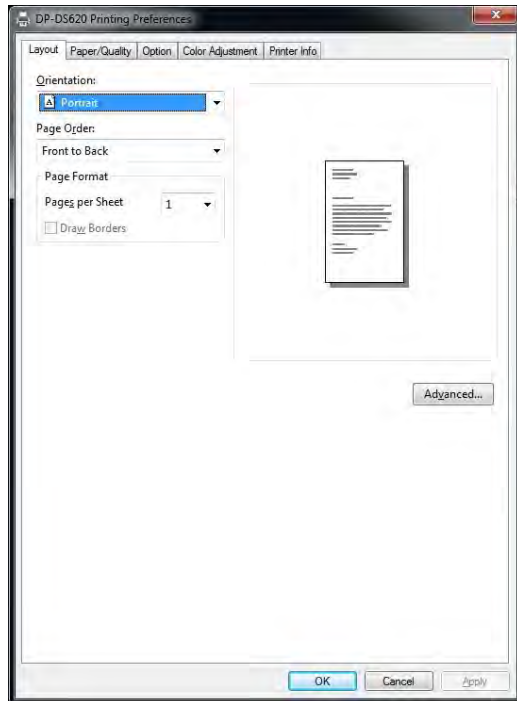 DP-DS620 Printing Preferences
Layout Paper/Quality Option Color Adjustment Printer Info
Orientation:
Portrait
Page Order:
Front to Back
Page Format
Pages per Sheet 1
Draw Borders
Advanced...
OK Cancel Apply